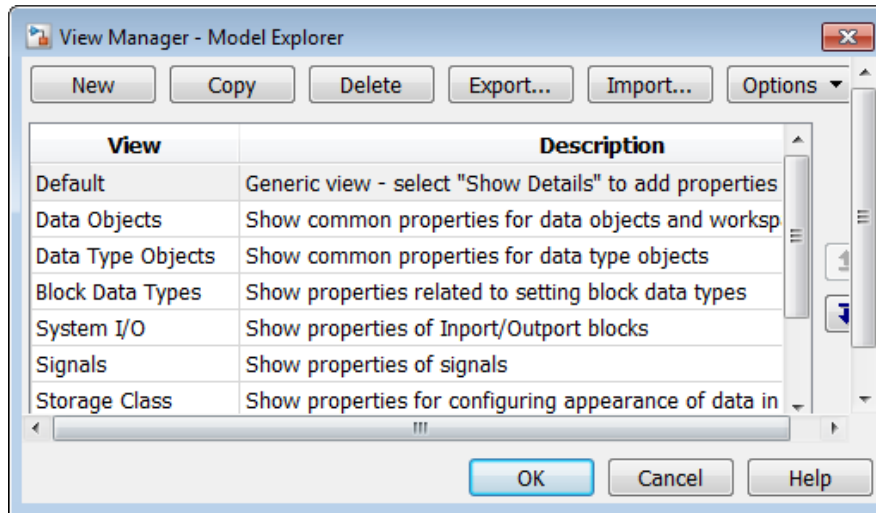 View Manager - Model Explorer
New Copy Delete Export... Import... Options
View Description
Default Generic view - select "Show Details" to add properties
Data Objects Show common properties for data objects and worksp
Data Type Objects Show common properties for data type objects
Block Data Types Show properties related to setting block data types
System I/O Show properties of Inport/Outport blocks
Signals Show properties of signals
Storage Class Show properties for configuring appearance of data in
OK Cancel Help